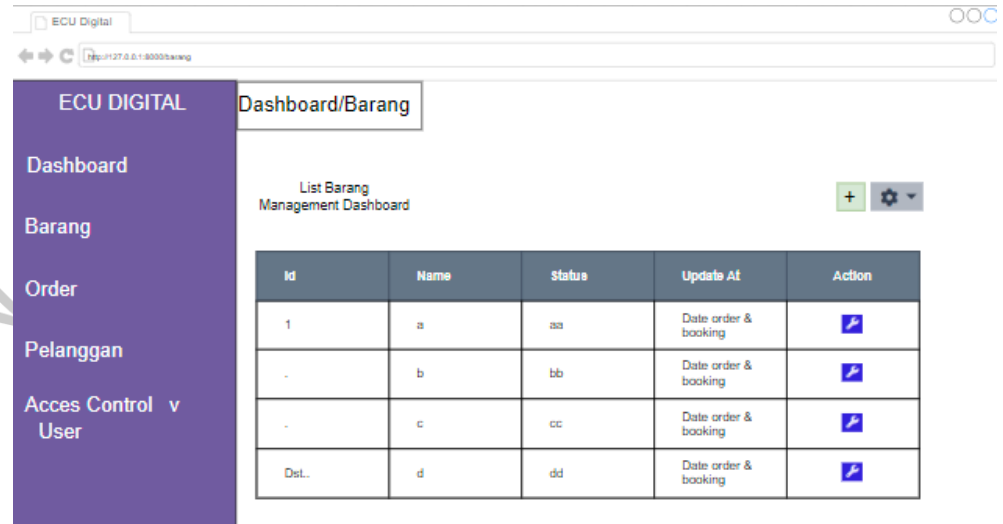 ECU Digital
http://127.0.0.1:8000/barang
ECU DIGITAL
Dashboard/Barang
Dashboard
Barang
Order
Pelanggan
Acces Control v
User
List Barang
Management Dashboard
+
Id Name Status Update At Action
1 a aa Date order &
booking
. b bb Date order &
booking
. c cc Date order &
booking
Dst.. d dd Date order &
booking